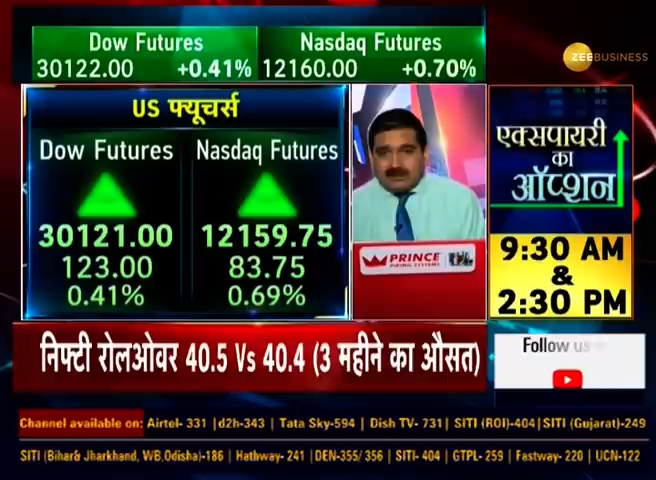 Dow Futures
30122.00 +0.41%
Nasdaq Futures
12160.00 +0.70%
ZEEBUSINESS
US फ्यूचर्स
Dow Futures
30121.00
123.00
0.41%
Nasdaq Futures
12159.75
83.75
0.69%
PRINCE
PIPING SYSTEMS
एक्सपायरी
का
ऑप्शन
9:30 AM
&
2:30 PM
निफ्टी रोलओवर 40.5 Vs 40.4 (3 महीने का औसत)
Follow us
Channel available on: Airtel- 331 |d2h-343 | Tata Sky-594 | Dish TV- 731| SITI (ROI)-404|SITI (Gujarat)-249
SITI (Bihar& Jharkhand, WB,Odisha)-186 | Hathway- 241 |DEN-355/ 356 | SITI- 404 | GTPL- 259 | Fastway- 220 | UCN-122